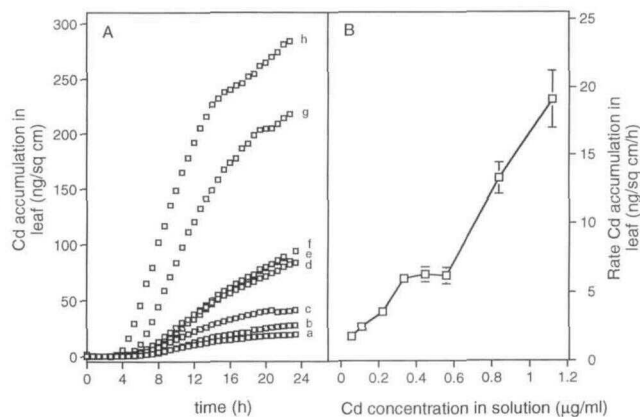 A
B
300
250
200
150
100
50
0
Cd accumulation in
leaf (ng/sq cm)
h
g
f
e
d
c
b
a
0 4 8 12 16 20 24
time (h)
25
20
15
10
5
0
Rate Cd accumulation in
leaf (ng/sq cm/h)
0 0.2 0.4 0.6 0.8 1.0 1.2
Cd concentration in solution (μg/ml)